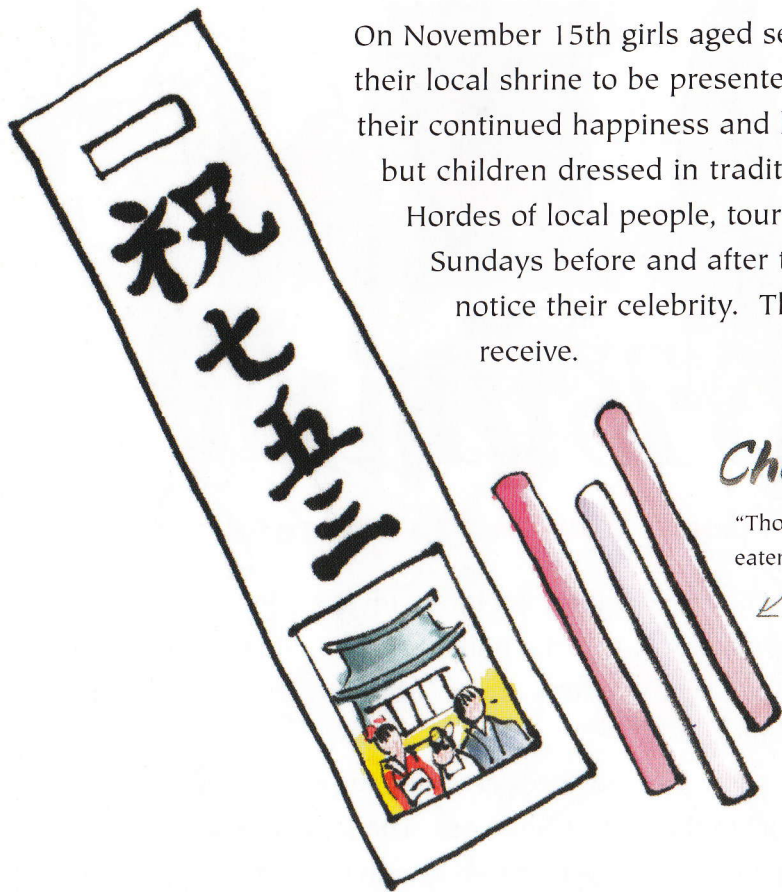 On November 15th girls aged se
their local shrine to be presente
their continued happiness and
but children dressed in tradit
Hordes of local people, tour
Sundays before and after t
notice their celebrity. Th
receive.
祝七五三
Ch
"Tho
eater